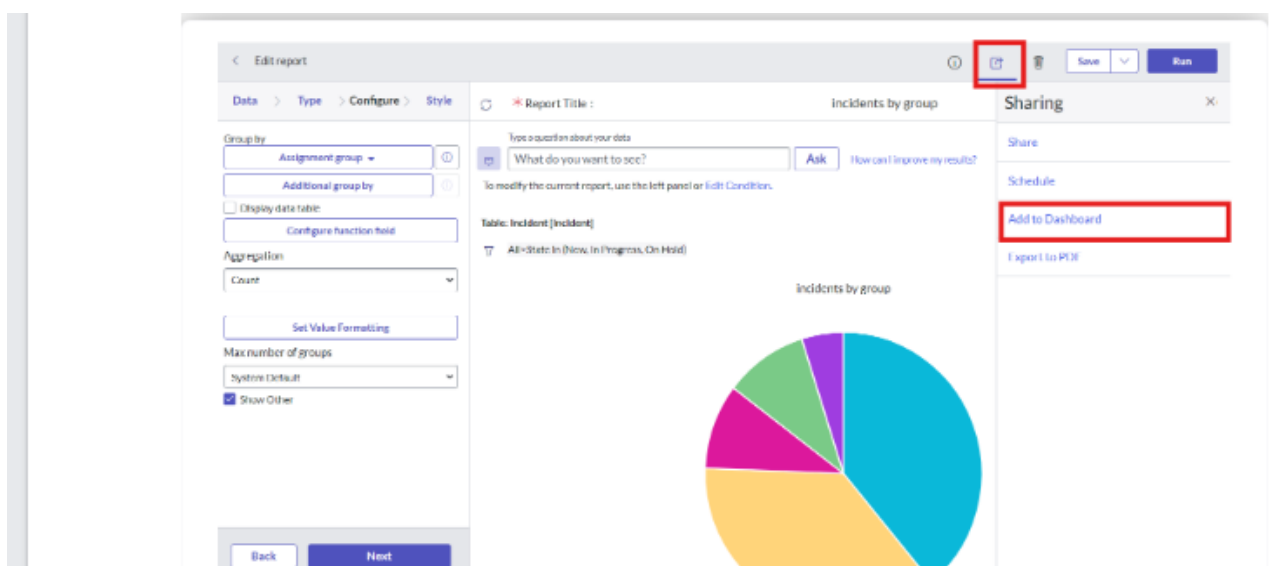 Edit report
Save
Run
Data > Type > Configure > Style
* Report Title :
incidents by group
Sharing
Group by
Assignment group
Additional group by
Display data table
Configure function field
Aggregation
Count
Set Value Formatting
Max number of groups
System Default
Show Other
Back
Next
Type a question about your data
What do you want to see?
Ask
How can I improve my results?
To modify the current report, use the left panel or Edit Condition.
Table: Incident [Incident]
All>State In (New, In Progress, On Hold)
incidents by group
Share
Schedule
Add to Dashboard
Export to PDF